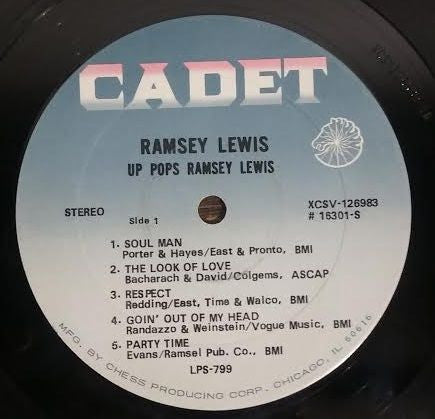 CADET
RAMSEY LEWIS
UP POPS RAMSEY LEWIS
STEREO
Side 1
XCSV-126983
# 16301-S
1. SOUL MAN
Porter & Hayes/East & Pronto, BMI
2. THE LOOK OF LOVE
Bacharach & David/Colgems, ASCAP
3. RESPECT
Redding/East, Time & Walco, BMI
4. GOIN' OUT OF MY HEAD
Randazzo & Weinstein/Vogue Music, BMI
5. PARTY TIME
Evans/Ramsel Pub. Co., BMI
LPS-799
MFG. BY CHESS PRODUCING CORP. CHICAGO, IL 60616